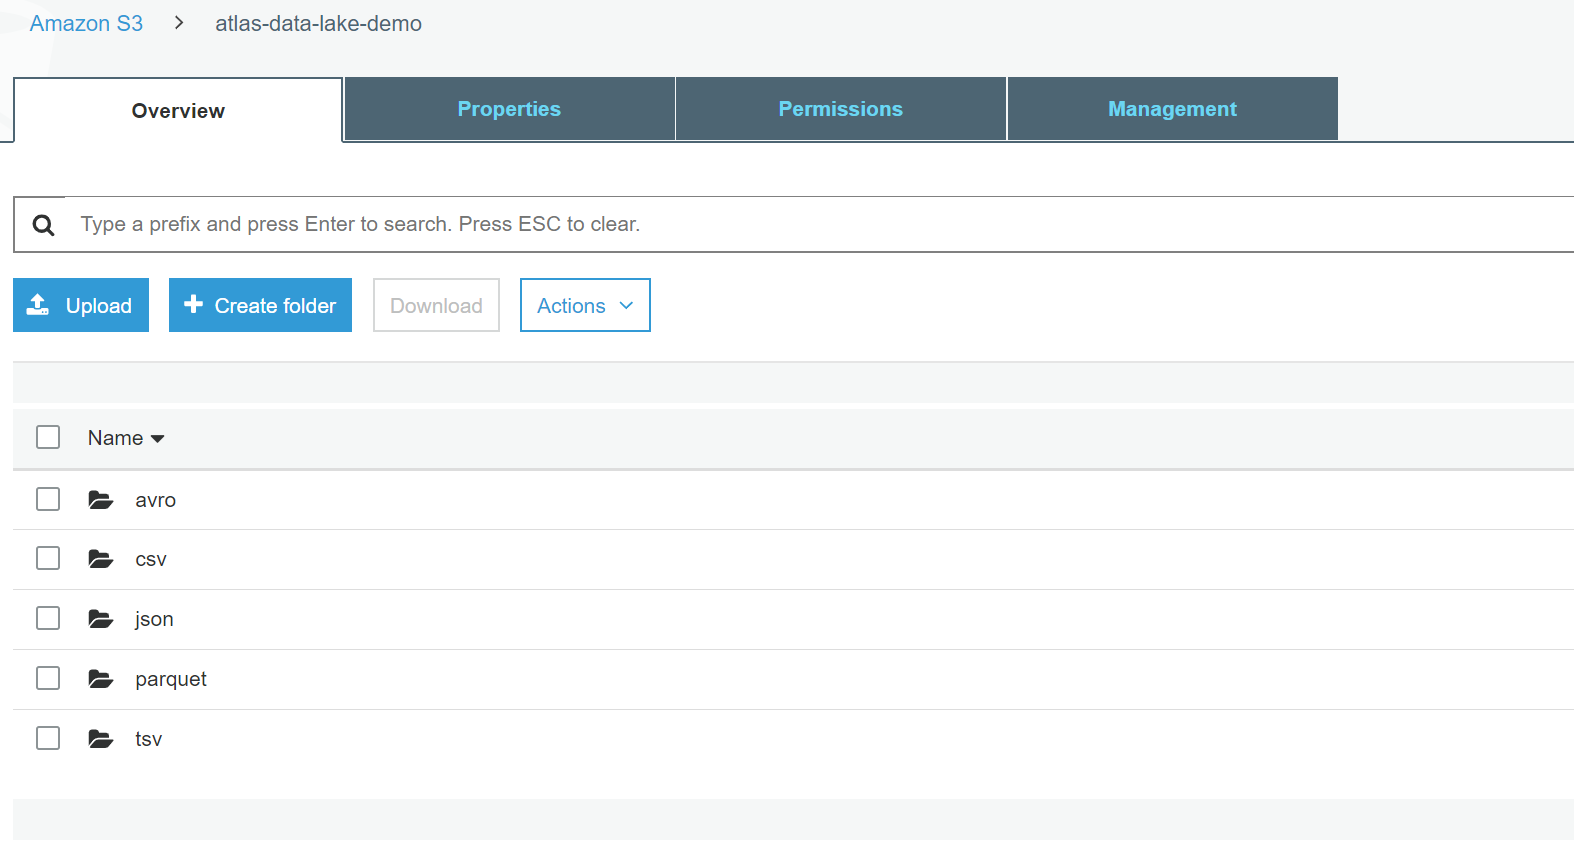 Amazon S3 > atlas-data-lake-demo
Overview Properties Permissions Management
Type a prefix and press Enter to search. Press ESC to clear.
Upload Create folder Download Actions
Name
avro
csv
json
parquet
tsv